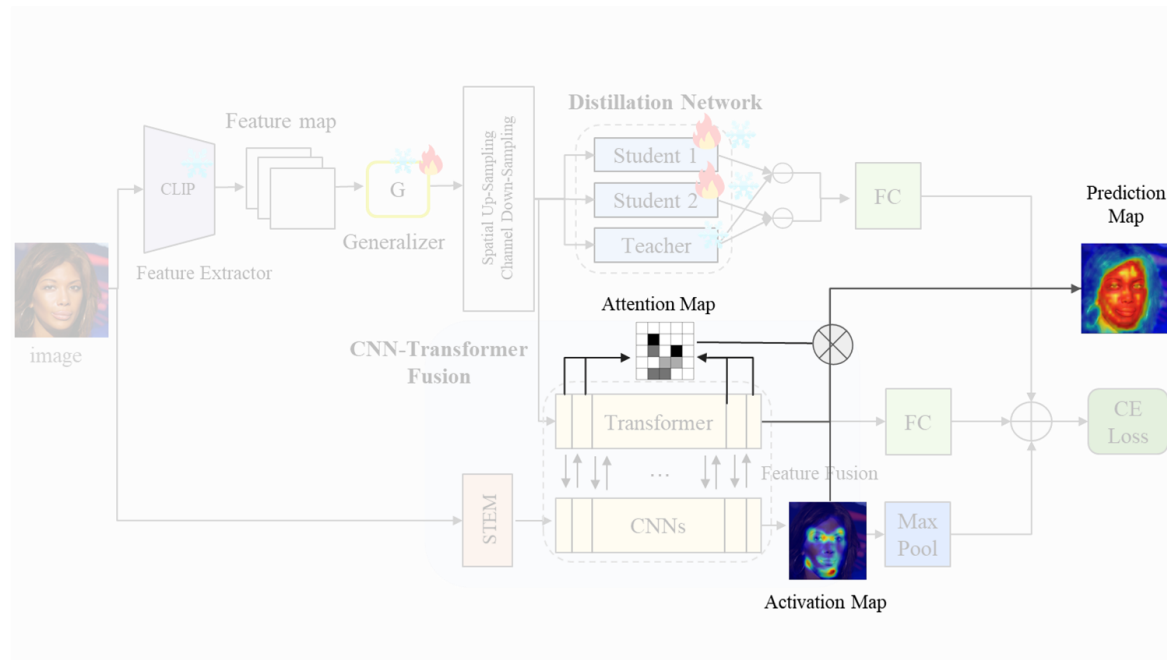 Distillation Network
Feature map
Student 1
CLIP
G
Spatial Up-Sampling
Channel Down-Sampling
Student 2
FC
Prediction
Map
Generalizer
Teacher
Feature Extractor
Attention Map
image
CNN-Transformer
Fusion
Transformer
FC
CE
Loss
...
Feature Fusion
STEM
CNNs
Max
Pool
Activation Map